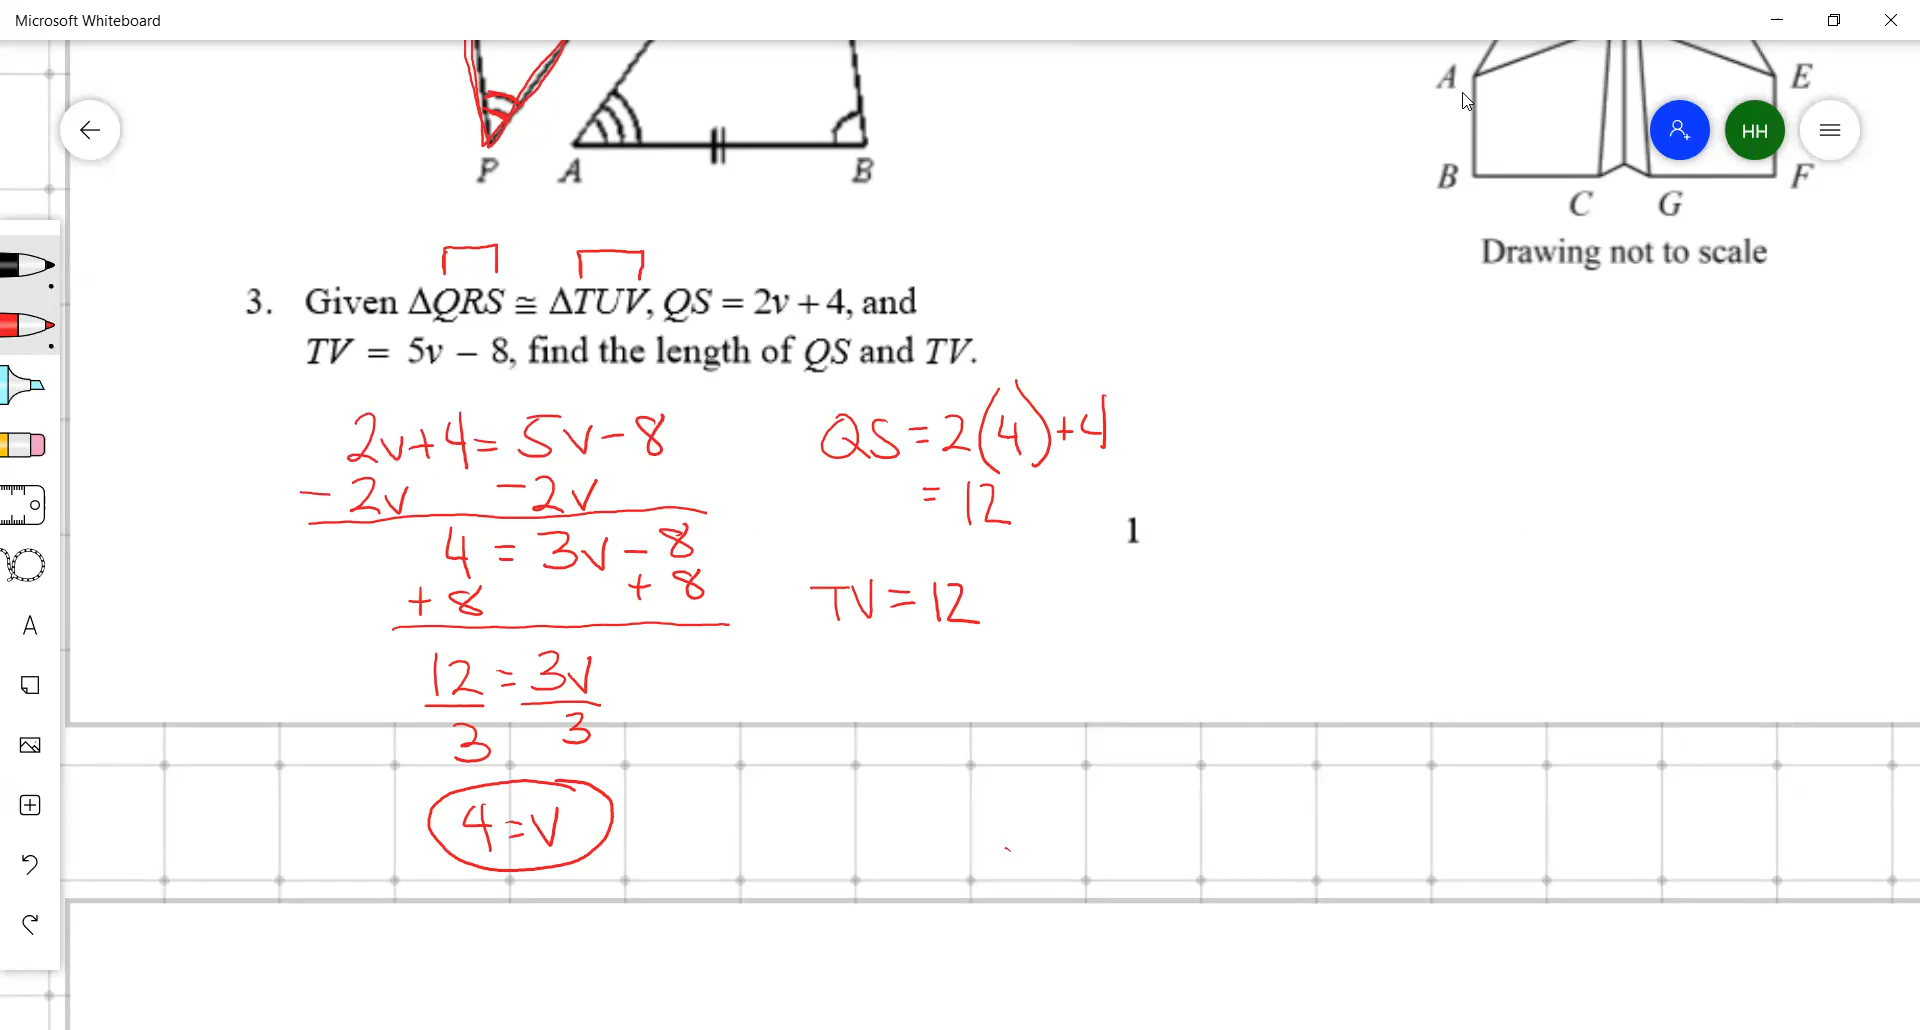 Microsoft Whiteboard
A
E
HH
P
A
B
B
F
C
G
Drawing not to scale
3. Given ΔQRS ≅ ΔTUV, QS = 2v + 4, and
TV = 5v − 8, find the length of QS and TV.
2v+4 = 5v−8
−2v −2v
4 = 3v−8
+8 +8
12 = 3v
3 3
4=v
QS = 2(4)+4
= 12
TV = 12
1
A